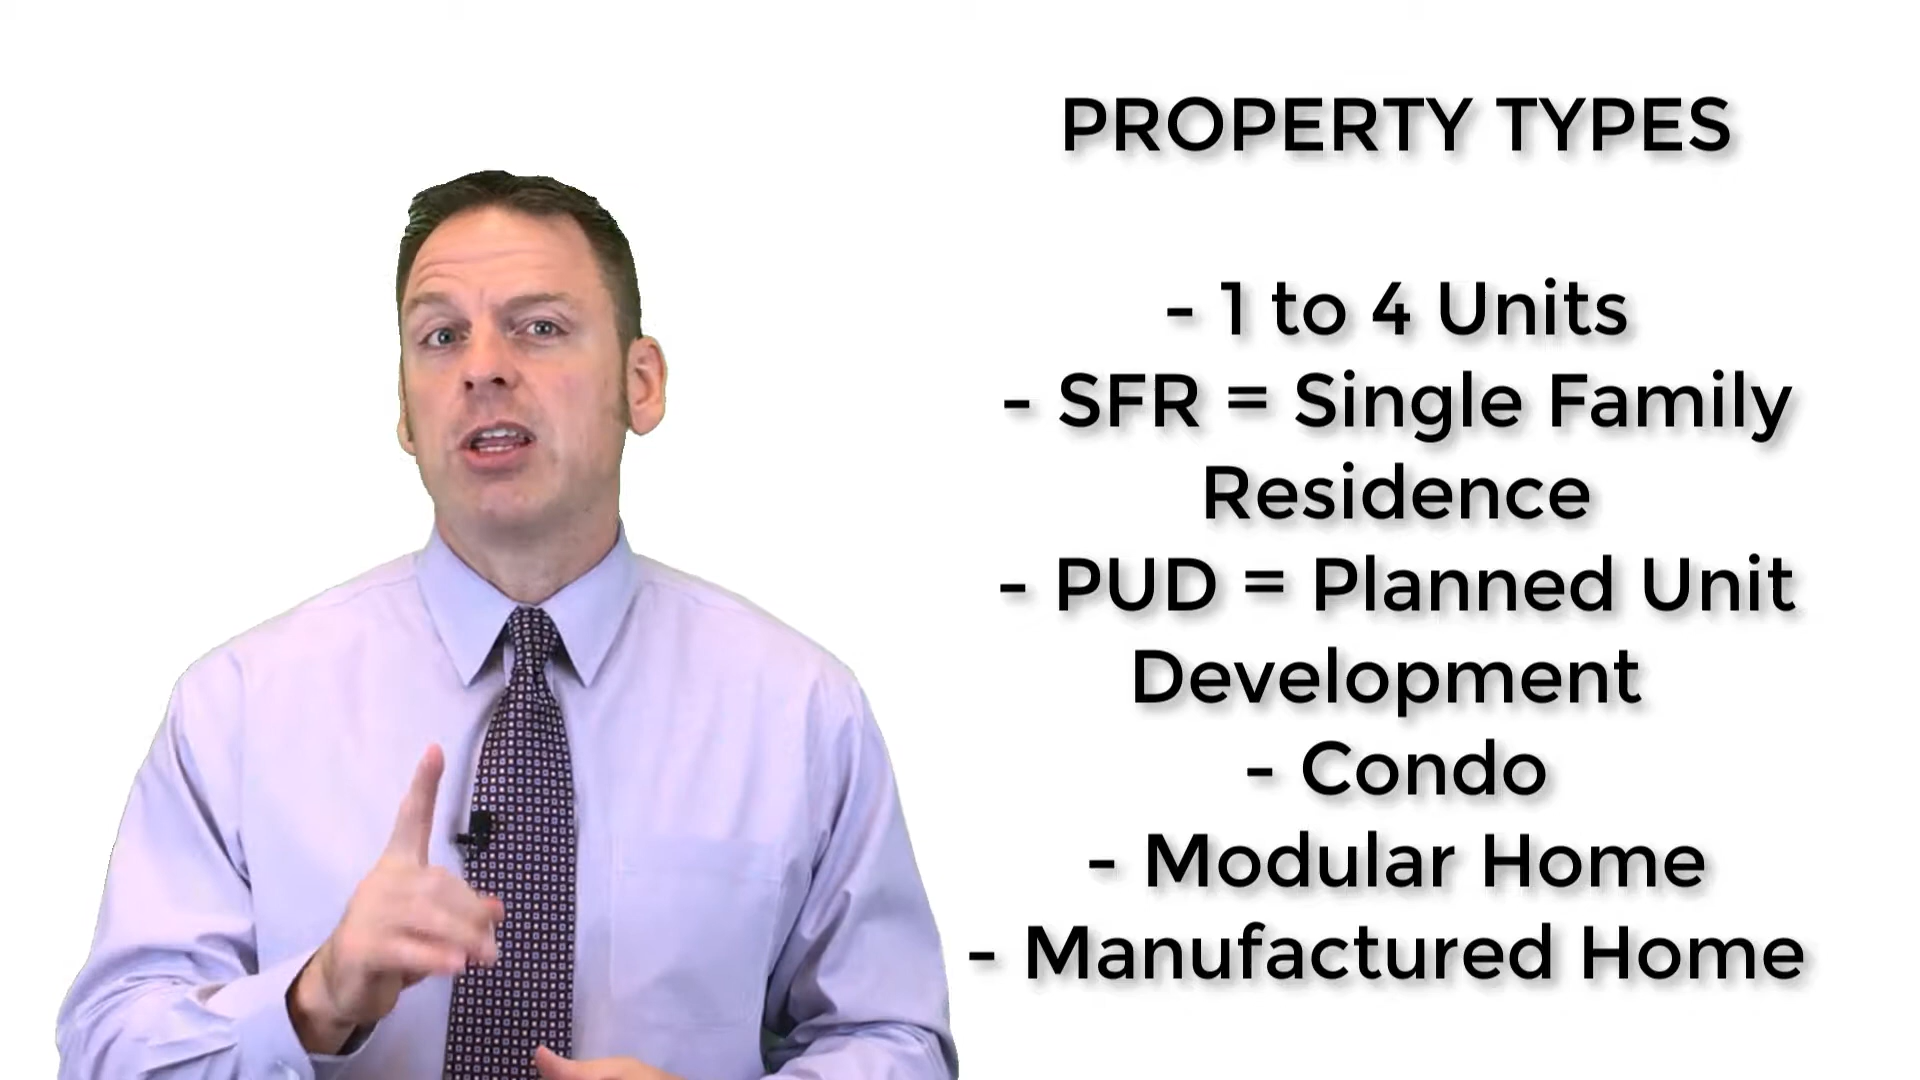 PROPERTY TYPES
- 1 to 4 Units
- SFR = Single Family
Residence
- PUD = Planned Unit
Development
- Condo
- Modular Home
- Manufactured Home